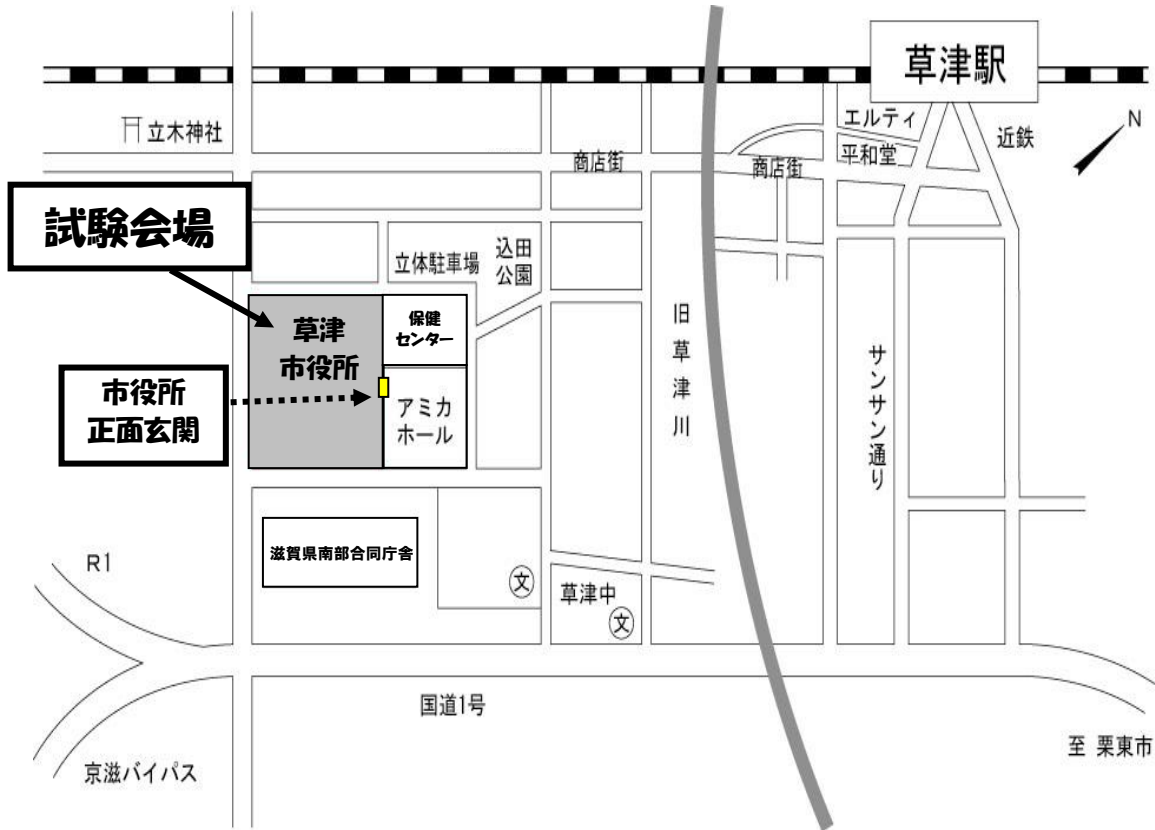 草津駅
エルティ
近鉄
N
立木神社
商店街
商店街
平和堂
試験会場
立体駐車場
込田
公園
草津
市役所
保健
センター
旧草津川
サンサン通り
市役所
正面玄関
アミカ
ホール
滋賀県南部合同庁舎
R1
文
草津中
文
国道1号
至 栗東市
京滋バイパス